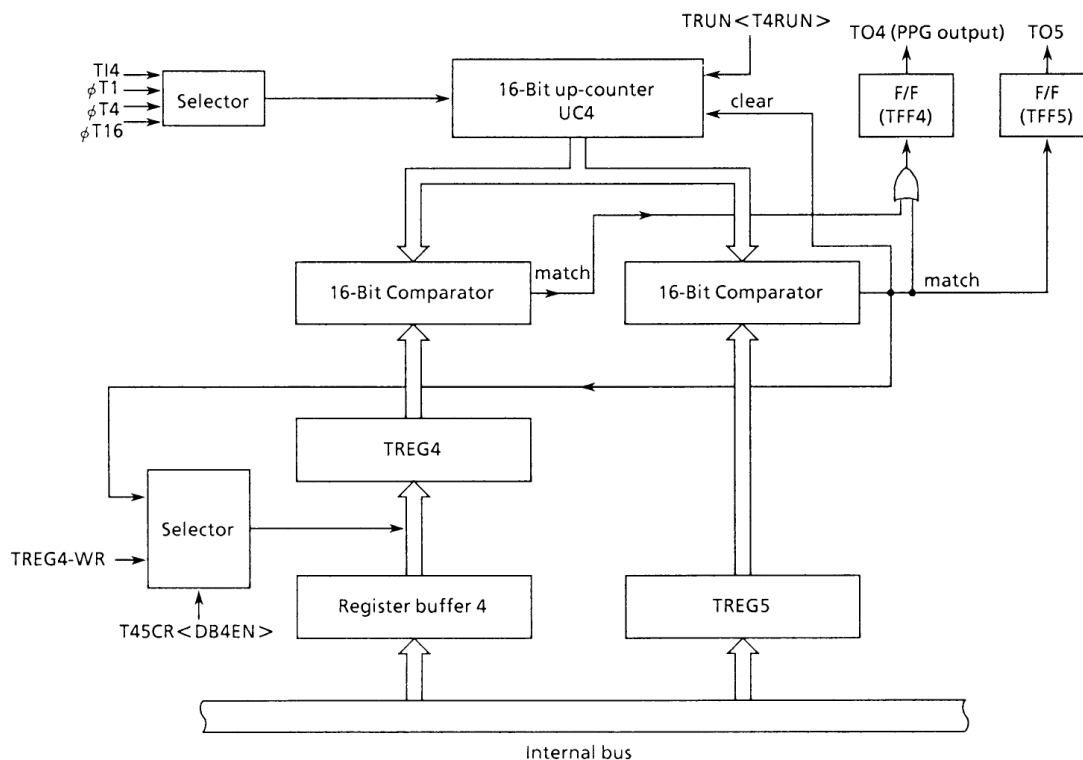 TRUN<T4RUN>
TO4 (PPG output)
TO5
TI4
ϕT1
ϕT4
ϕT16
Selector
16-Bit up-counter
UC4
clear
F/F
(TFF4)
F/F
(TFF5)
match
16-Bit Comparator
16-Bit Comparator
match
TREG4
Selector
TREG4-WR
T45CR<DB4EN>
Register buffer 4
TREG5
Internal bus